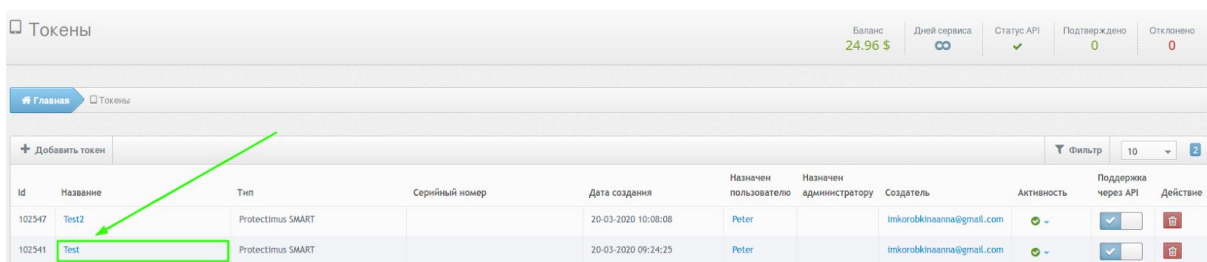 Токены
Баланс Дней сервиса Статус API Подтверждено Отклонено
24.96 $ ∞ ✔ 0 0
Главная Токены
+ Добавить токен Фильтр 10 2
Id Название Тип Серийный номер Дата создания Назначен пользователю Назначен администратору Создатель Активность Поддержка через API Действие
102547 Test2 Protectimus SMART 20-03-2020 10:08:08 Peter imkorobkinaanna@gmail.com
102541 Test Protectimus SMART 20-03-2020 09:24:25 Peter imkorobkinaanna@gmail.com